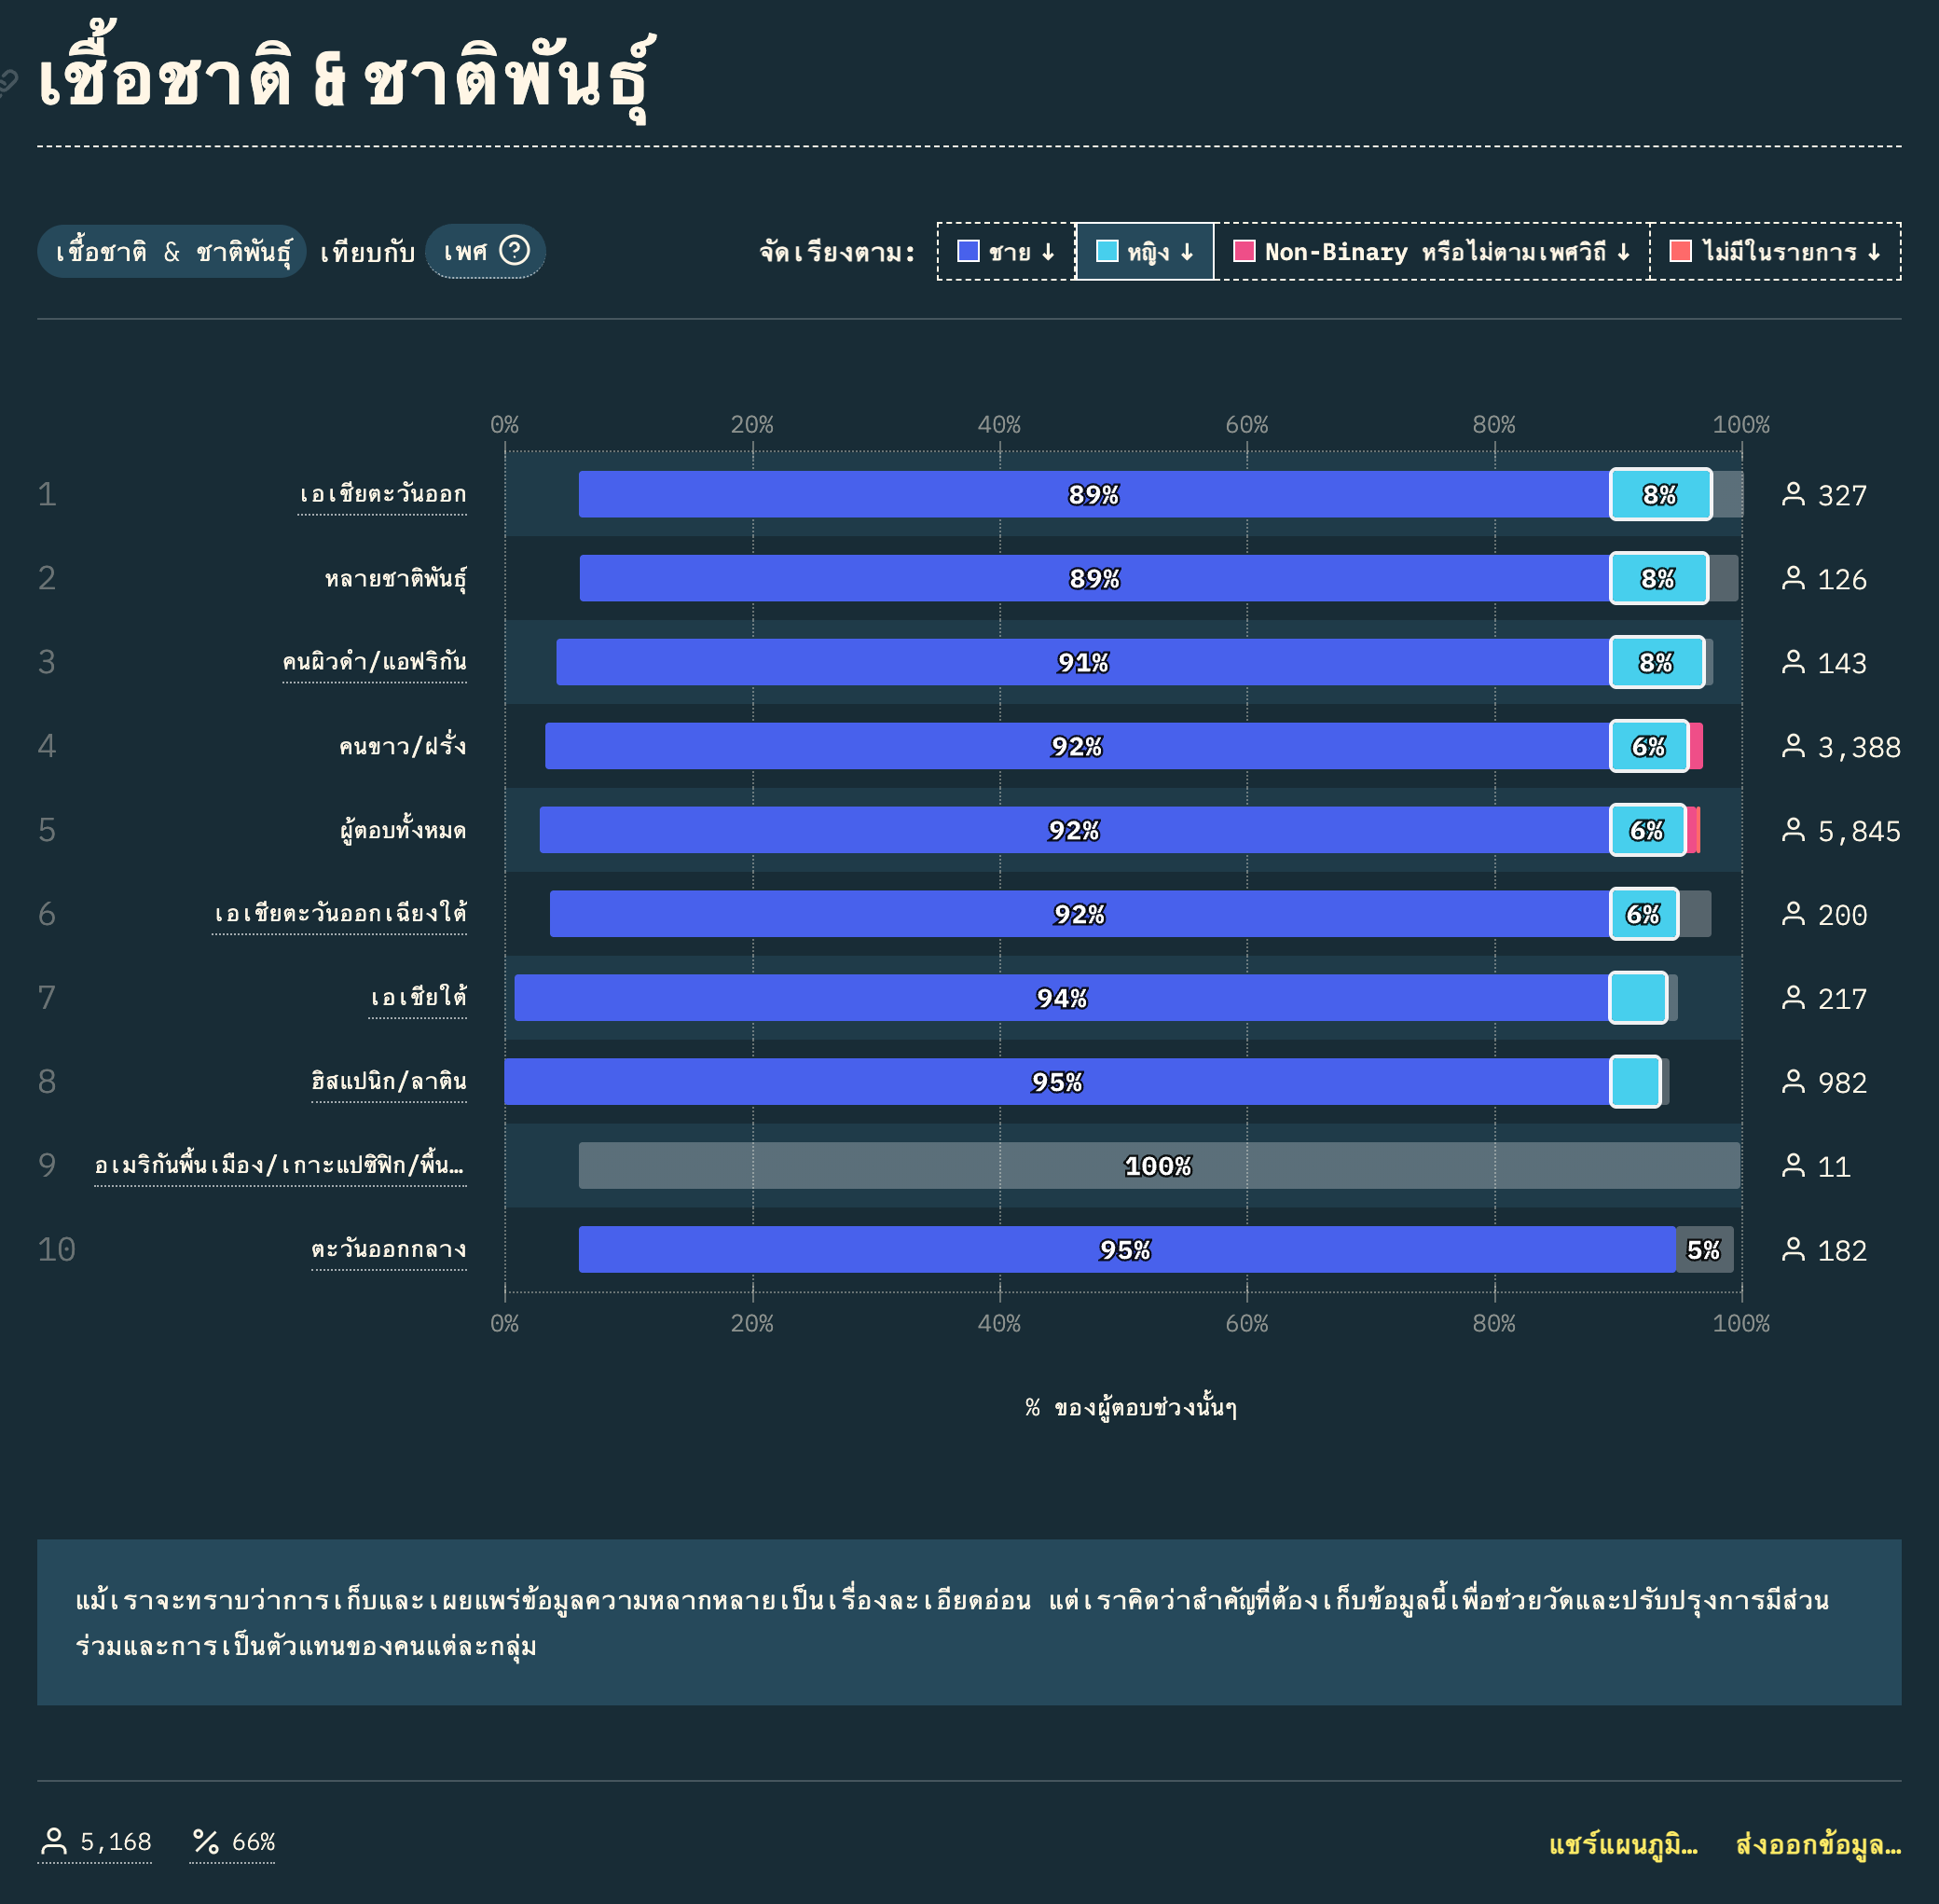 เชื้อชาติ & ชาติพันธุ์
เชื้อชาติ & ชาติพันธุ์ เทียบกับ เพศ ?
จัดเรียงตาม: ชาย ↓ หญิง ↓ Non-Binary หรือไม่ตามเพศวิถี ↓ ไม่มีในรายการ ↓
0% 20% 40% 60% 80% 100%
1 เอเชียตะวันออก 89% 8% 327
2 หลายชาติพันธุ์ 89% 8% 126
3 คนผิวดำ/แอฟริกัน 91% 8% 143
4 คนขาว/ฝรั่ง 92% 6% 3,388
5 ผู้ตอบทั้งหมด 92% 6% 5,845
6 เอเชียตะวันออกเฉียงใต้ 92% 6% 200
7 เอเชียใต้ 94% 217
8 ฮิสแปนิก/ลาติน 95% 982
9 อเมริกันพื้นเมือง/เกาะแปซิฟิก/พื้น… 100% 11
10 ตะวันออกกลาง 95% 5% 182
0% 20% 40% 60% 80% 100%
% ของผู้ตอบช่วงนั้นๆ
แม้เราจะทราบว่าการเก็บและเผยแพร่ข้อมูลความหลากหลายเป็นเรื่องละเอียดอ่อน แต่เราคิดว่าสำคัญที่ต้องเก็บข้อมูลนี้เพื่อช่วยวัดและปรับปรุงการมีส่วน
ร่วมและการเป็นตัวแทนของคนแต่ละกลุ่ม
5,168 % 66% แชร์แผนภูมิ… ส่งออกข้อมูล…